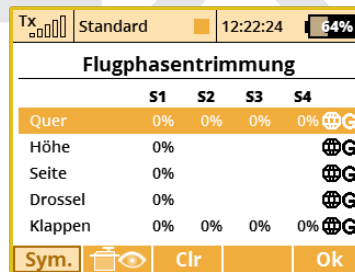 Tx Standard 12:22:24 64%
Flugphasentrimmung
S1 S2 S3 S4
Quer 0% 0% 0% 0% G
Höhe 0% G
Seite 0% G
Drossel 0% G
Klappen 0% 0% 0% 0% G
Sym. Clr Ok